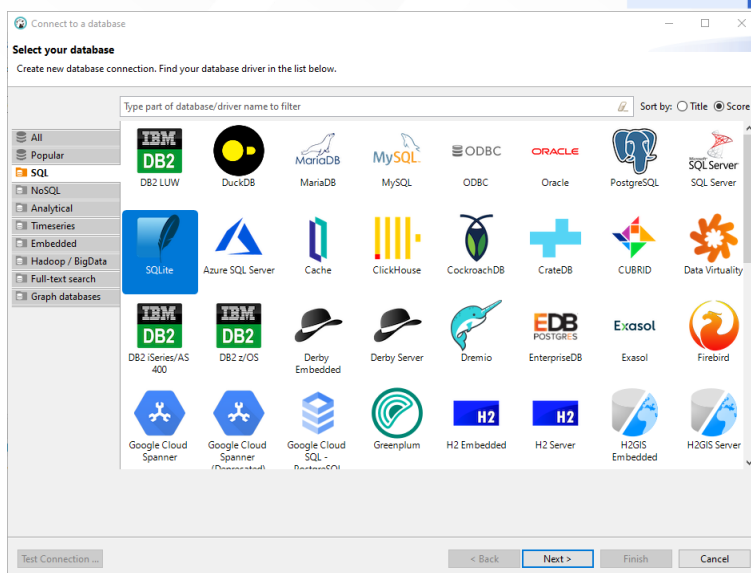 Connect to a database
Select your database
Create new database connection. Find your database driver in the list below.
Type part of database/driver name to filter
Sort by: Title Score
All
Popular
SQL
NoSQL
Analytical
Timeseries
Embedded
Hadoop / BigData
Full-text search
Graph databases
IBM
DB2
MariaDB
MySQL
ODBC
ORACLE
Microsoft
SQL Server
DB2 LUW
DuckDB
MariaDB
MySQL
ODBC
Oracle
PostgreSQL
SQL Server
SQLite
Azure SQL Server
Cache
ClickHouse
CockroachDB
CrateDB
CUBRID
Data Virtuality
IBM
DB2
IBM
DB2
EDB
POSTGRES
Exasol
DB2 iSeries/AS
400
DB2 z/OS
Derby
Embedded
Derby Server
Dremio
EnterpriseDB
Exasol
Firebird
H2
H2
Google Cloud
Spanner
Google Cloud
Spanner
(Deprecated)
Google Cloud
SQL -
PostgreSQL
Greenplum
H2 Embedded
H2 Server
H2GIS
Embedded
H2GIS Server
Test Connection ...
< Back
Next >
Finish
Cancel